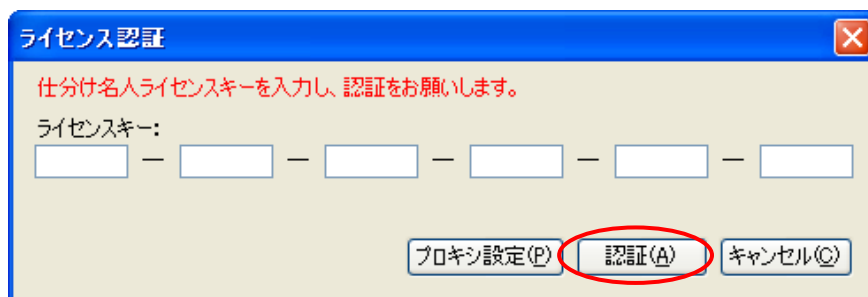 ライセンス認証
仕分け名人ライセンスキーを入力し、認証をお願いします。
ライセンスキー:
— — — — —
プロキシ設定(P) 認証(A) キャンセル(C)